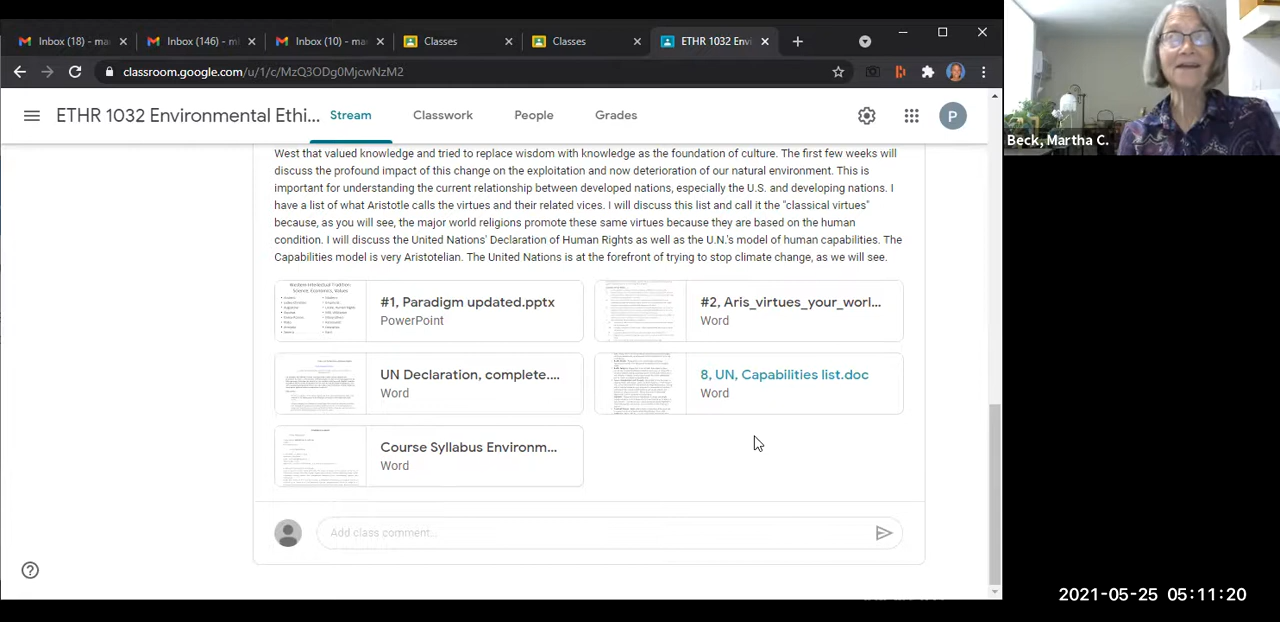 Inbox (18) - ma
Inbox (146) - m
Inbox (10) - ma
Classes
Classes
ETHR 1032 Envi
classroom.google.com/u/1/c/MzQ3ODg0MjcwNzM2
ETHR 1032 Environmental Ethi...
Stream
Classwork
People
Grades
P
West that valued knowledge and tried to replace wisdom with knowledge as the foundation of culture. The first few weeks will
discuss the profound impact of this change on the exploitation and now deterioration of our natural environment. This is
important for understanding the current relationship between developed nations, especially the U.S. and developing nations. I
have a list of what Aristotle calls the virtues and their related vices. I will discuss this list and call it the "classical virtues"
because, as you will see, the major world religions promote these same virtues because they are based on the human
condition. I will discuss the United Nations' Declaration of Human Rights as well as the U.N.'s model of human capabilities. The
Capabilities model is very Aristotelian. The United Nations is at the forefront of trying to stop climate change, as we will see.
#1, Paradigm updated.pptx
PowerPoint
#2, Aris_virtues_your_worl...
Word
UN Declaration, complete...
Word
8, UN Capabilities list.doc
Word
Course Syllabus Environm...
Word
Add class comment...
Beck, Martha C.
2021-05-25 05:11:20